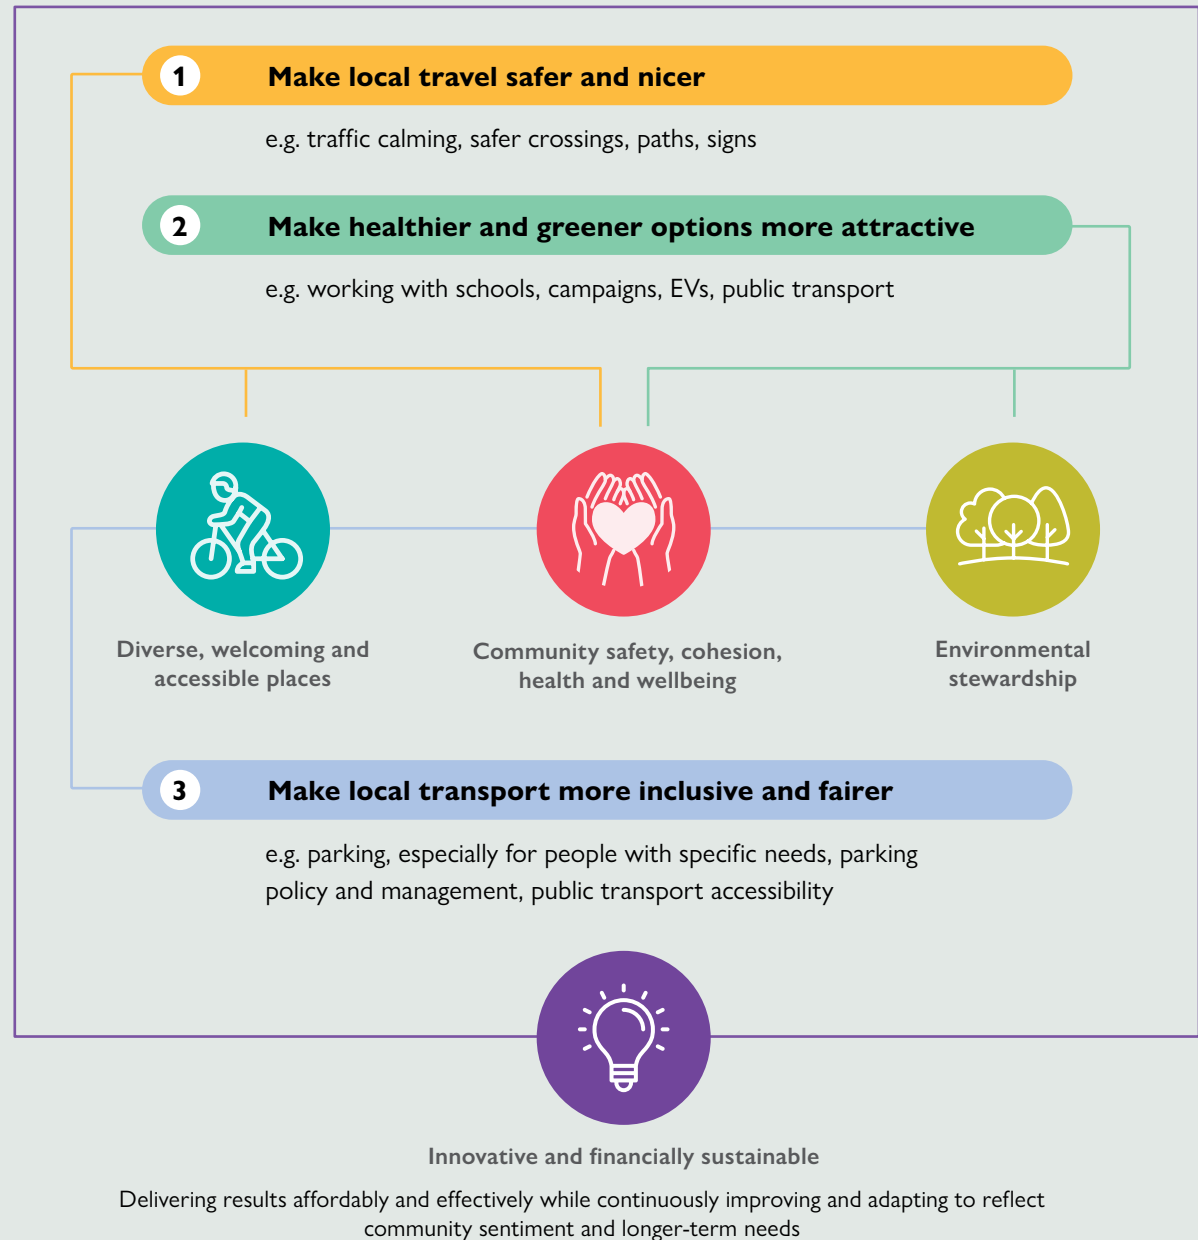 1 Make local travel safer and nicer
e.g. traffic calming, safer crossings, paths, signs
2 Make healthier and greener options more attractive
e.g. working with schools, campaigns, EVs, public transport
Diverse, welcoming and
accessible places
Community safety, cohesion,
health and wellbeing
Environmental
stewardship
3 Make local transport more inclusive and fairer
e.g. parking, especially for people with specific needs, parking
policy and management, public transport accessibility
Innovative and financially sustainable
Delivering results affordably and effectively while continuously improving and adapting to reflect
community sentiment and longer-term needs